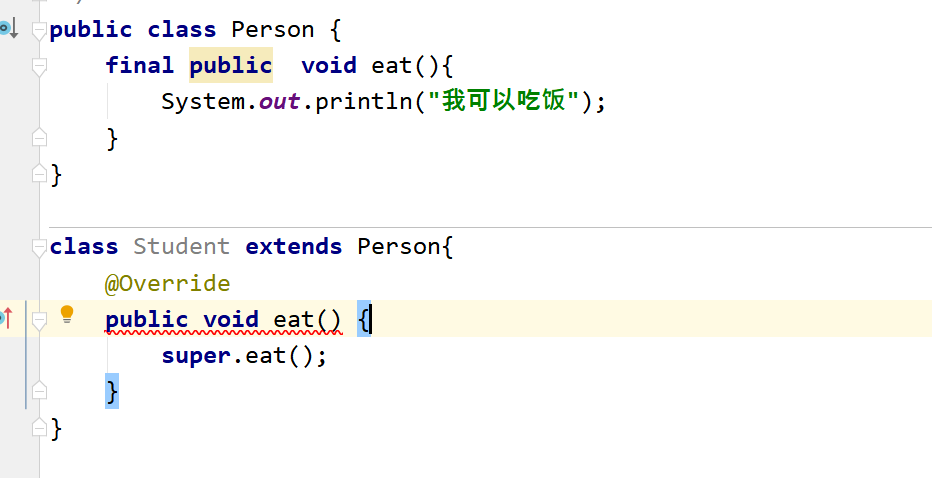 public class Person {
final public  void eat(){
System.out.println("我可以吃饭");
}
}
class Student extends Person{
@Override
public void eat() {
super.eat();
}
}